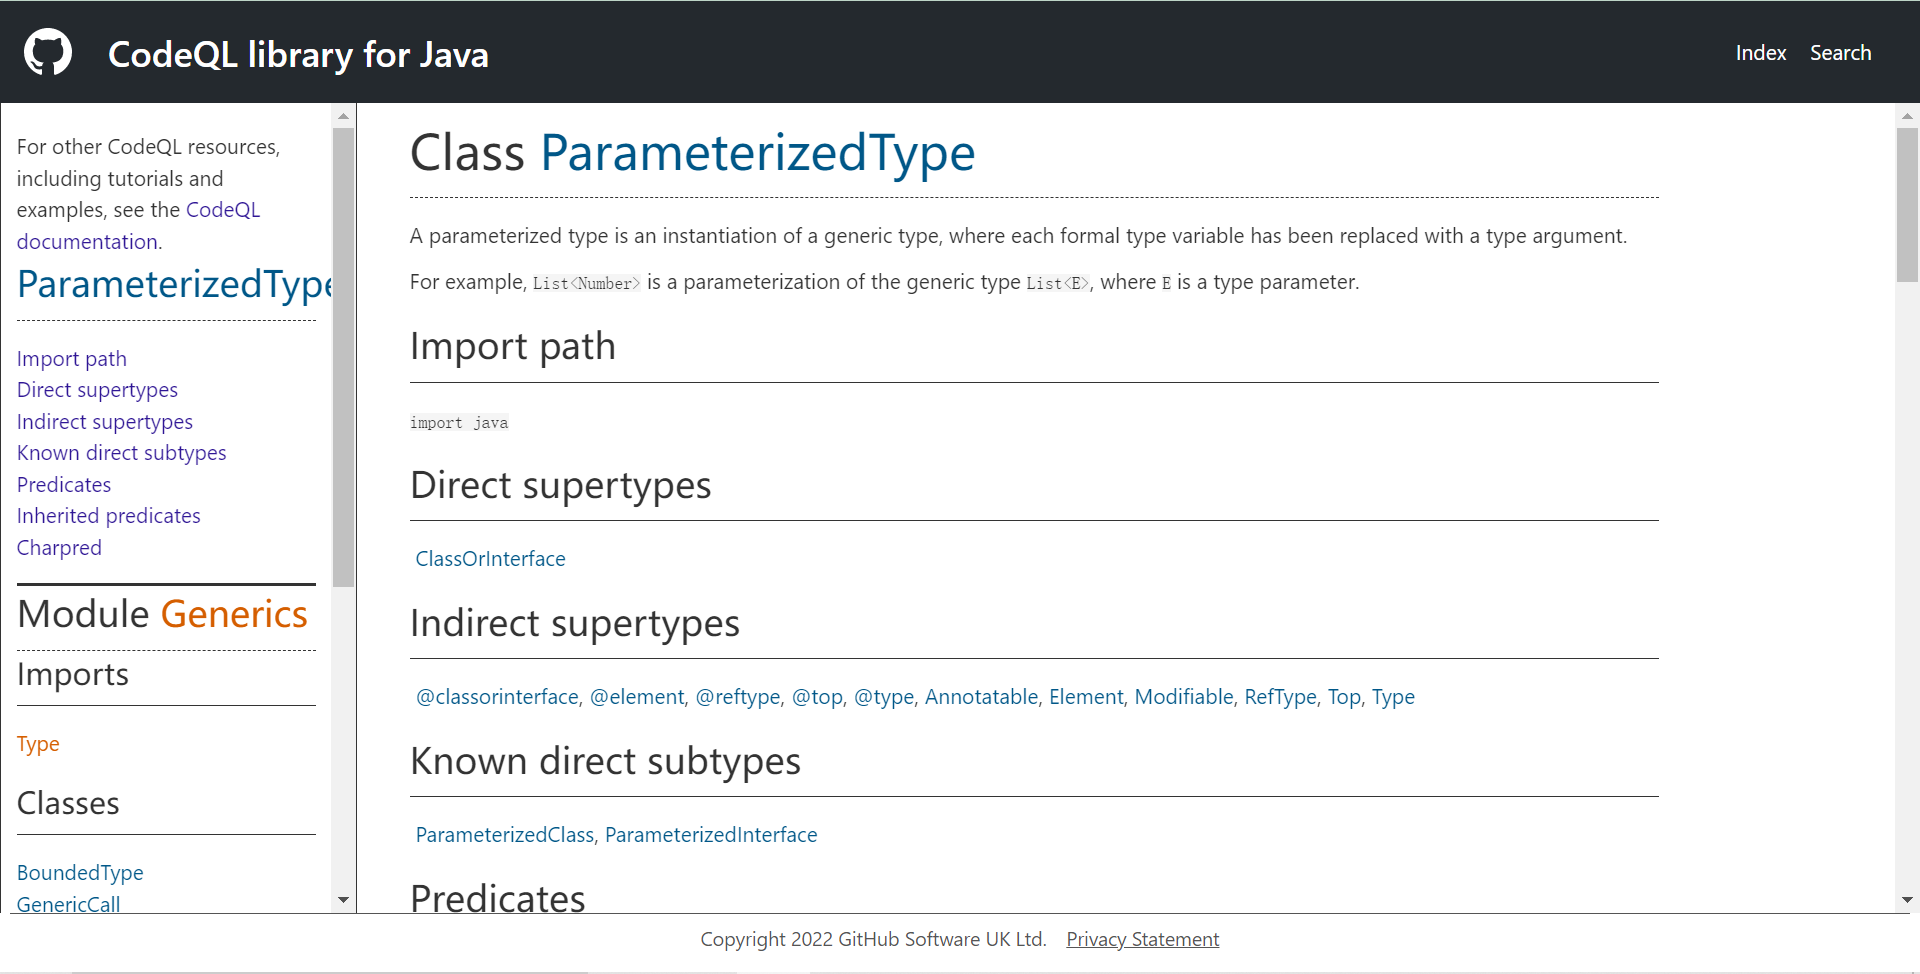 CodeQL library for Java
Index Search
For other CodeQL resources,
including tutorials and
examples, see the CodeQL
documentation.
ParameterizedType
Import path
Direct supertypes
Indirect supertypes
Known direct subtypes
Predicates
Inherited predicates
Charpred
Module Generics
Imports
Type
Classes
BoundedType
GenericCall
Class ParameterizedType
A parameterized type is an instantiation of a generic type, where each formal type variable has been replaced with a type argument.
For example, List<Number> is a parameterization of the generic type List<E>, where E is a type parameter.
Import path
import java
Direct supertypes
ClassOrInterface
Indirect supertypes
@classorinterface, @element, @reftype, @top, @type, Annotatable, Element, Modifiable, RefType, Top, Type
Known direct subtypes
ParameterizedClass, ParameterizedInterface
Predicates
Copyright 2022 GitHub Software UK Ltd. Privacy Statement